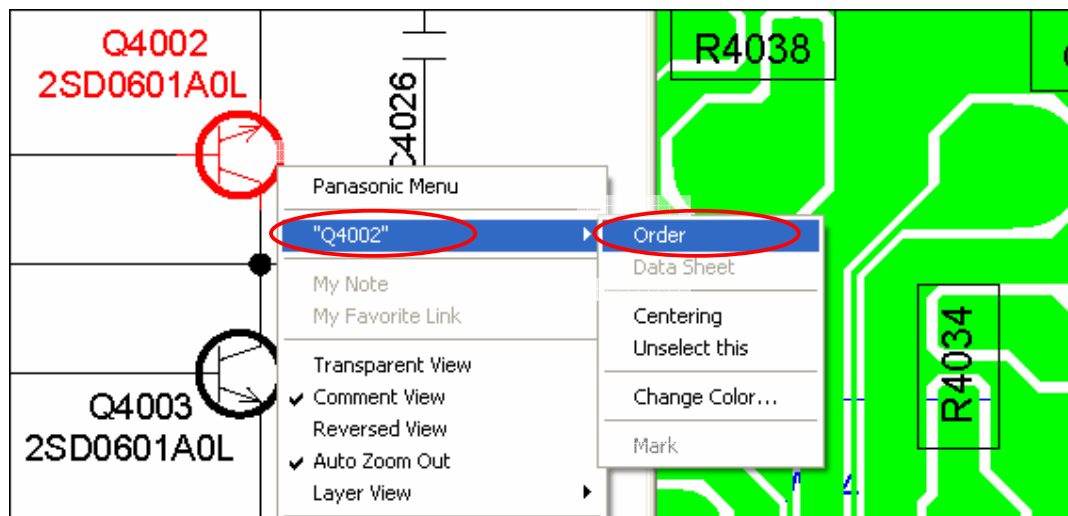 Q4002
2SD0601A0L
C4026
R4038
Panasonic Menu
"Q4002"
Order
My Note
Data Sheet
My Favorite Link
Centering
Unselect this
Transparent View
Comment View
Change Color...
Reversed View
Mark
Auto Zoom Out
Layer View
Q4003
2SD0601A0L
R4034